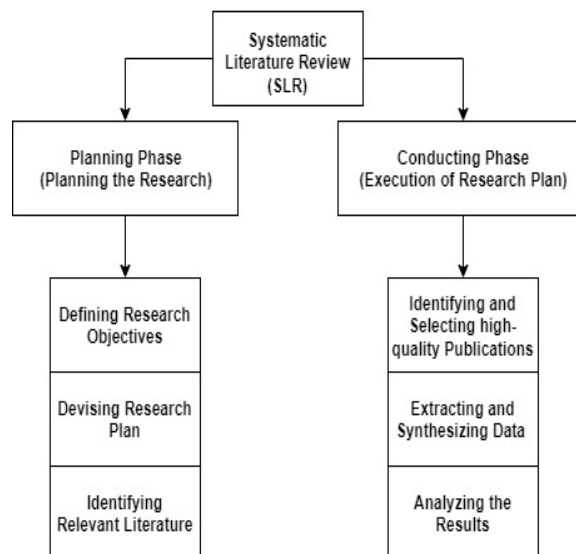 Systematic
Literature Review
(SLR)
Planning Phase
(Planning the Research)
Conducting Phase
(Execution of Research Plan)
Defining Research
Objectives
Devising Research
Plan
Identifying
Relevant Literature
Identifying and
Selecting high-
quality Publications
Extracting and
Synthesizing Data
Analyzing the
Results